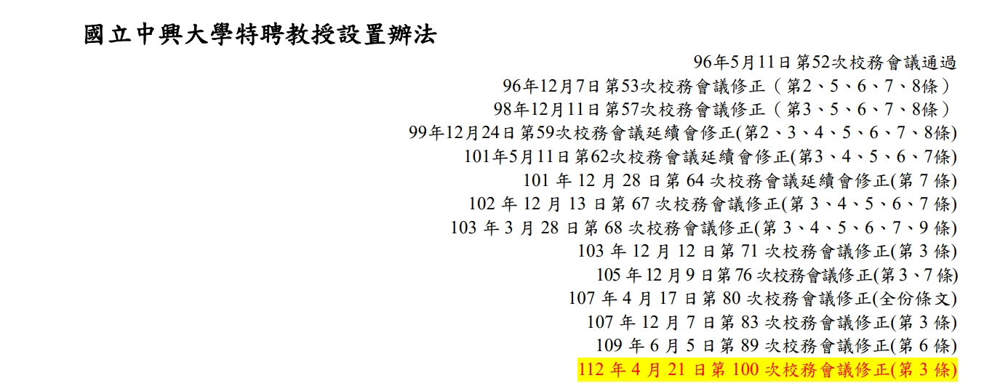 國立中興大學特聘教授設置辦法
96年5月11日第52次校務會議通過
96年12月7日第53次校務會議修正（第2、5、6、7、8條）
98年12月11日第57次校務會議修正（第3、5、6、7、8條）
99年12月24日第59次校務會議延續會修正(第2、3、4、5、6、7、8條)
101年5月11日第62次校務會議延續會修正(第3、4、5、6、7條)
101 年 12 月 28 日第 64 次校務會議延續會修正(第 7 條)
102 年 12 月 13 日第 67 次校務會議修正(第 3、4、5、6、7 條)
103 年 3 月 28 日第 68 次校務會議修正(第 3、4、5、6、7、9 條)
103 年 12 月 12 日第 71 次校務會議修正(第 3 條)
105 年 12 月 9 日第 76 次校務會議修正(第 3、7 條)
107 年 4 月 17 日第 80 次校務會議修正(全份條文)
107 年 12 月 7 日第 83 次校務會議修正(第 3 條)
109 年 6 月 5 日第 89 次校務會議修正(第 6 條)
112 年 4 月 21 日第 100 次校務會議修正(第 3 條)